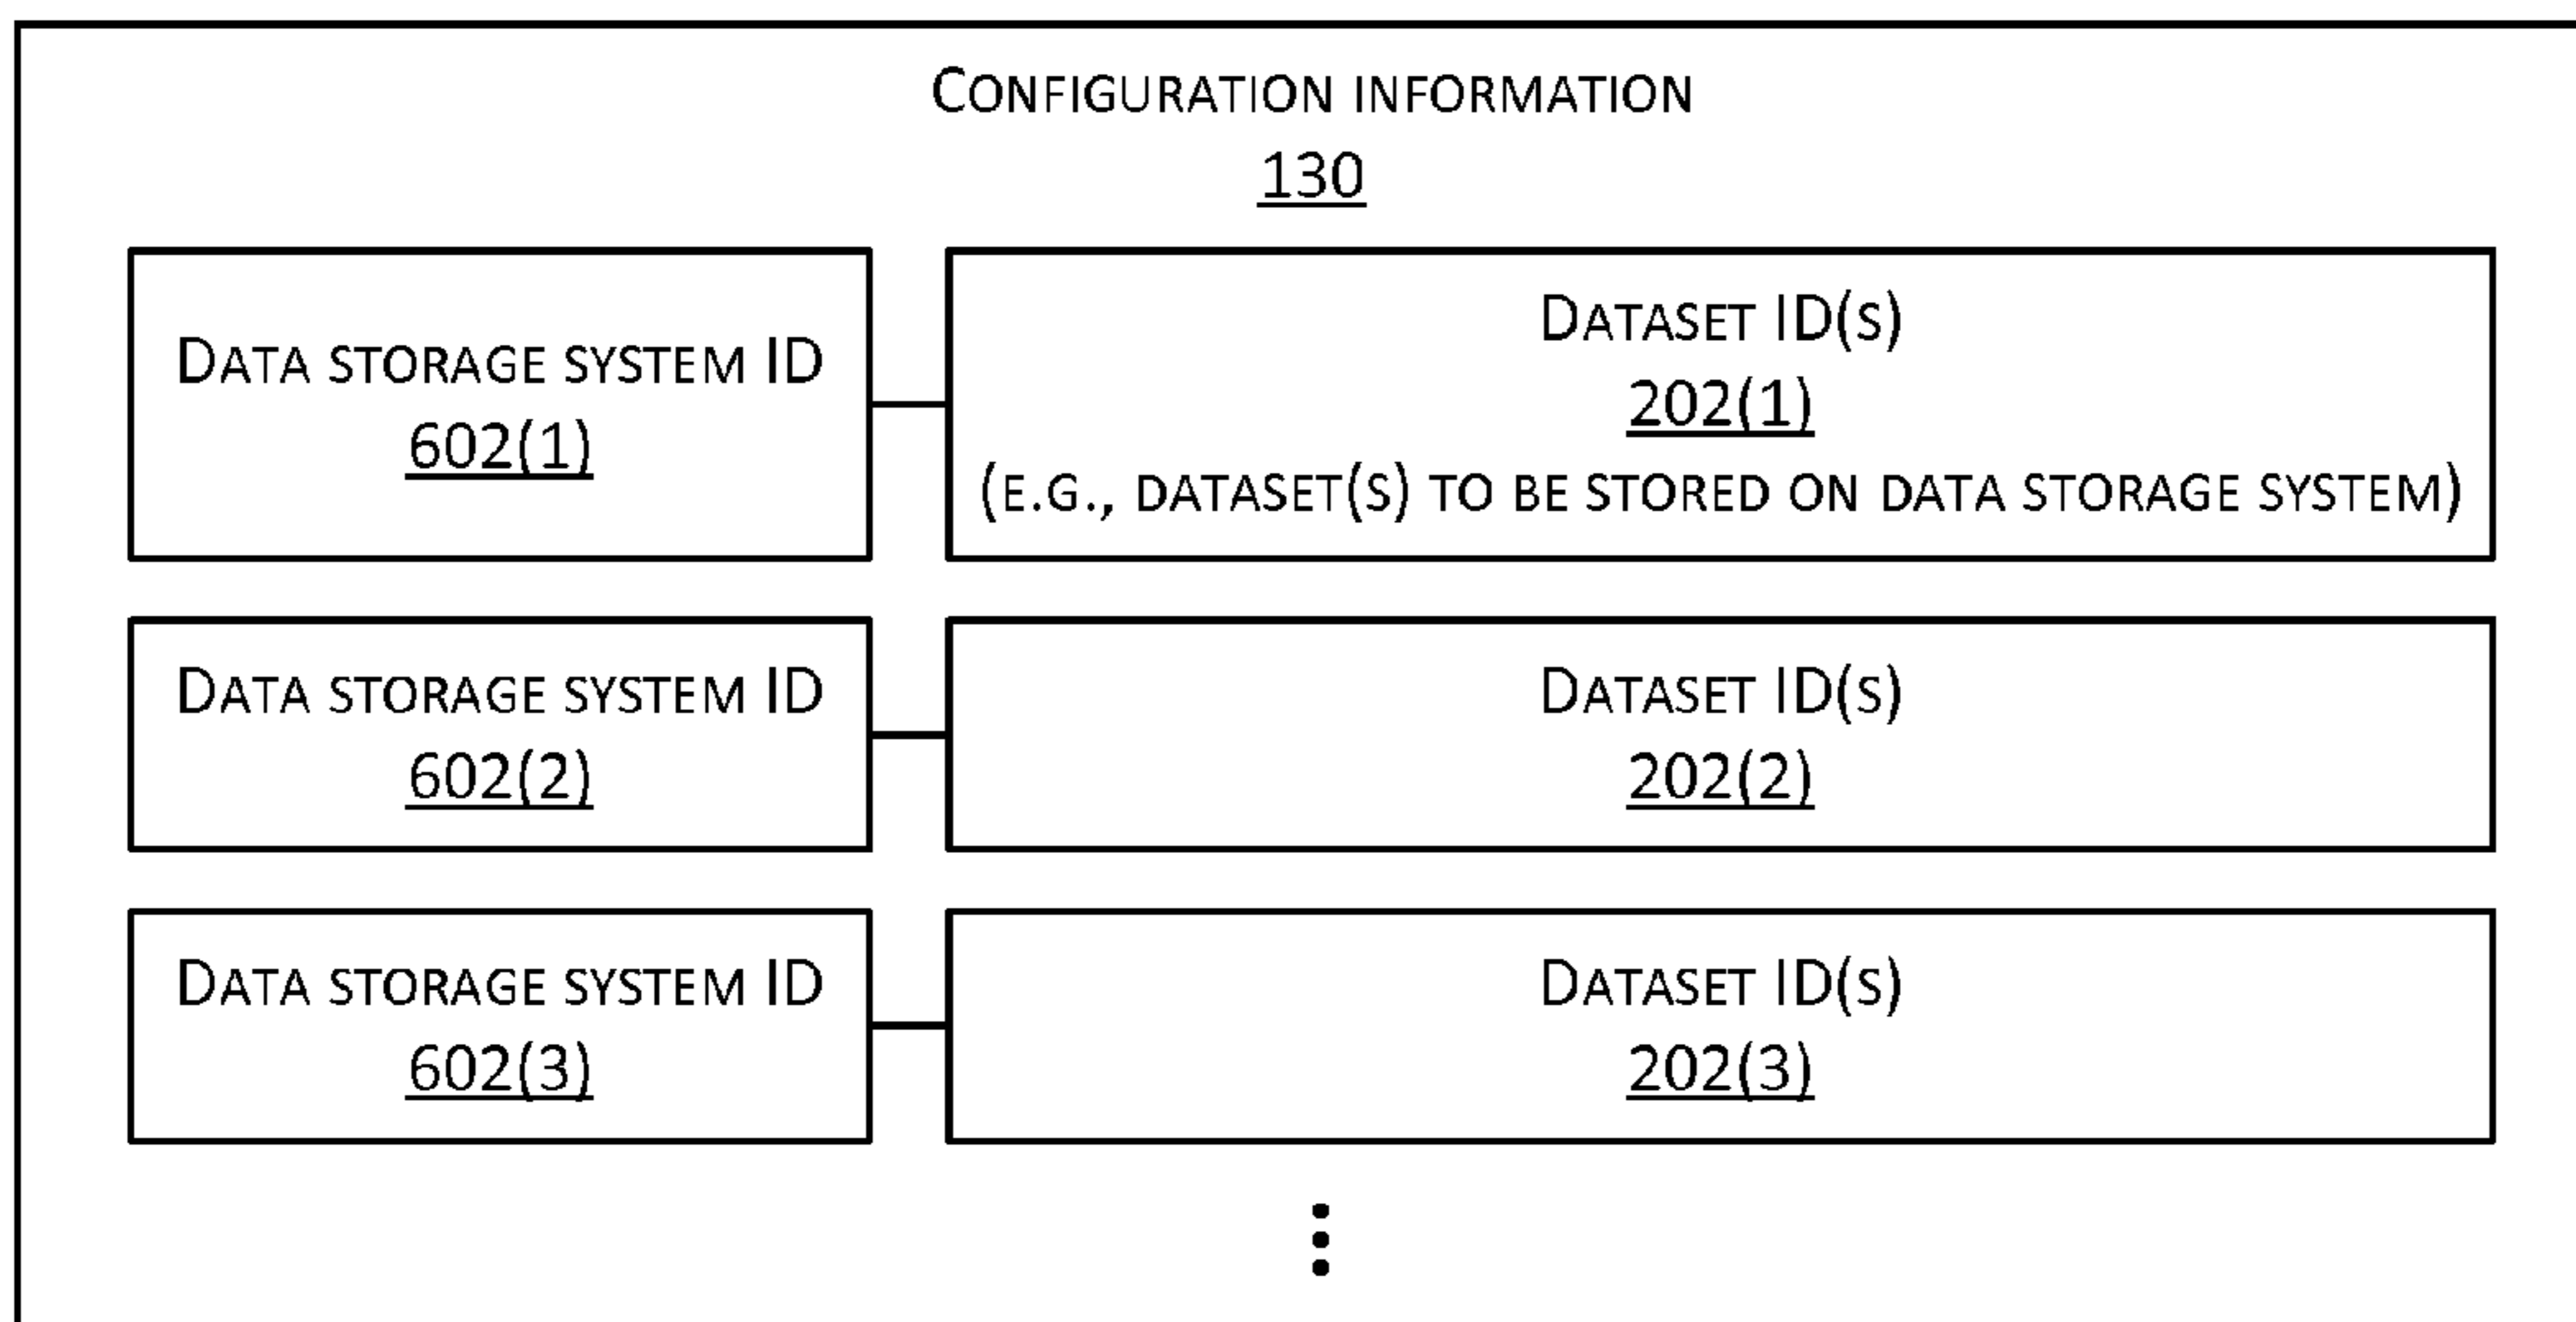 CONFIGURATION INFORMATION
130
DATA STORAGE SYSTEM ID
602(1)
DATASET ID(S)
202(1)
(E.G., DATASET(S) TO BE STORED ON DATA STORAGE SYSTEM)
DATA STORAGE SYSTEM ID
602(2)
DATASET ID(S)
202(2)
DATA STORAGE SYSTEM ID
602(3)
DATASET ID(S)
202(3)